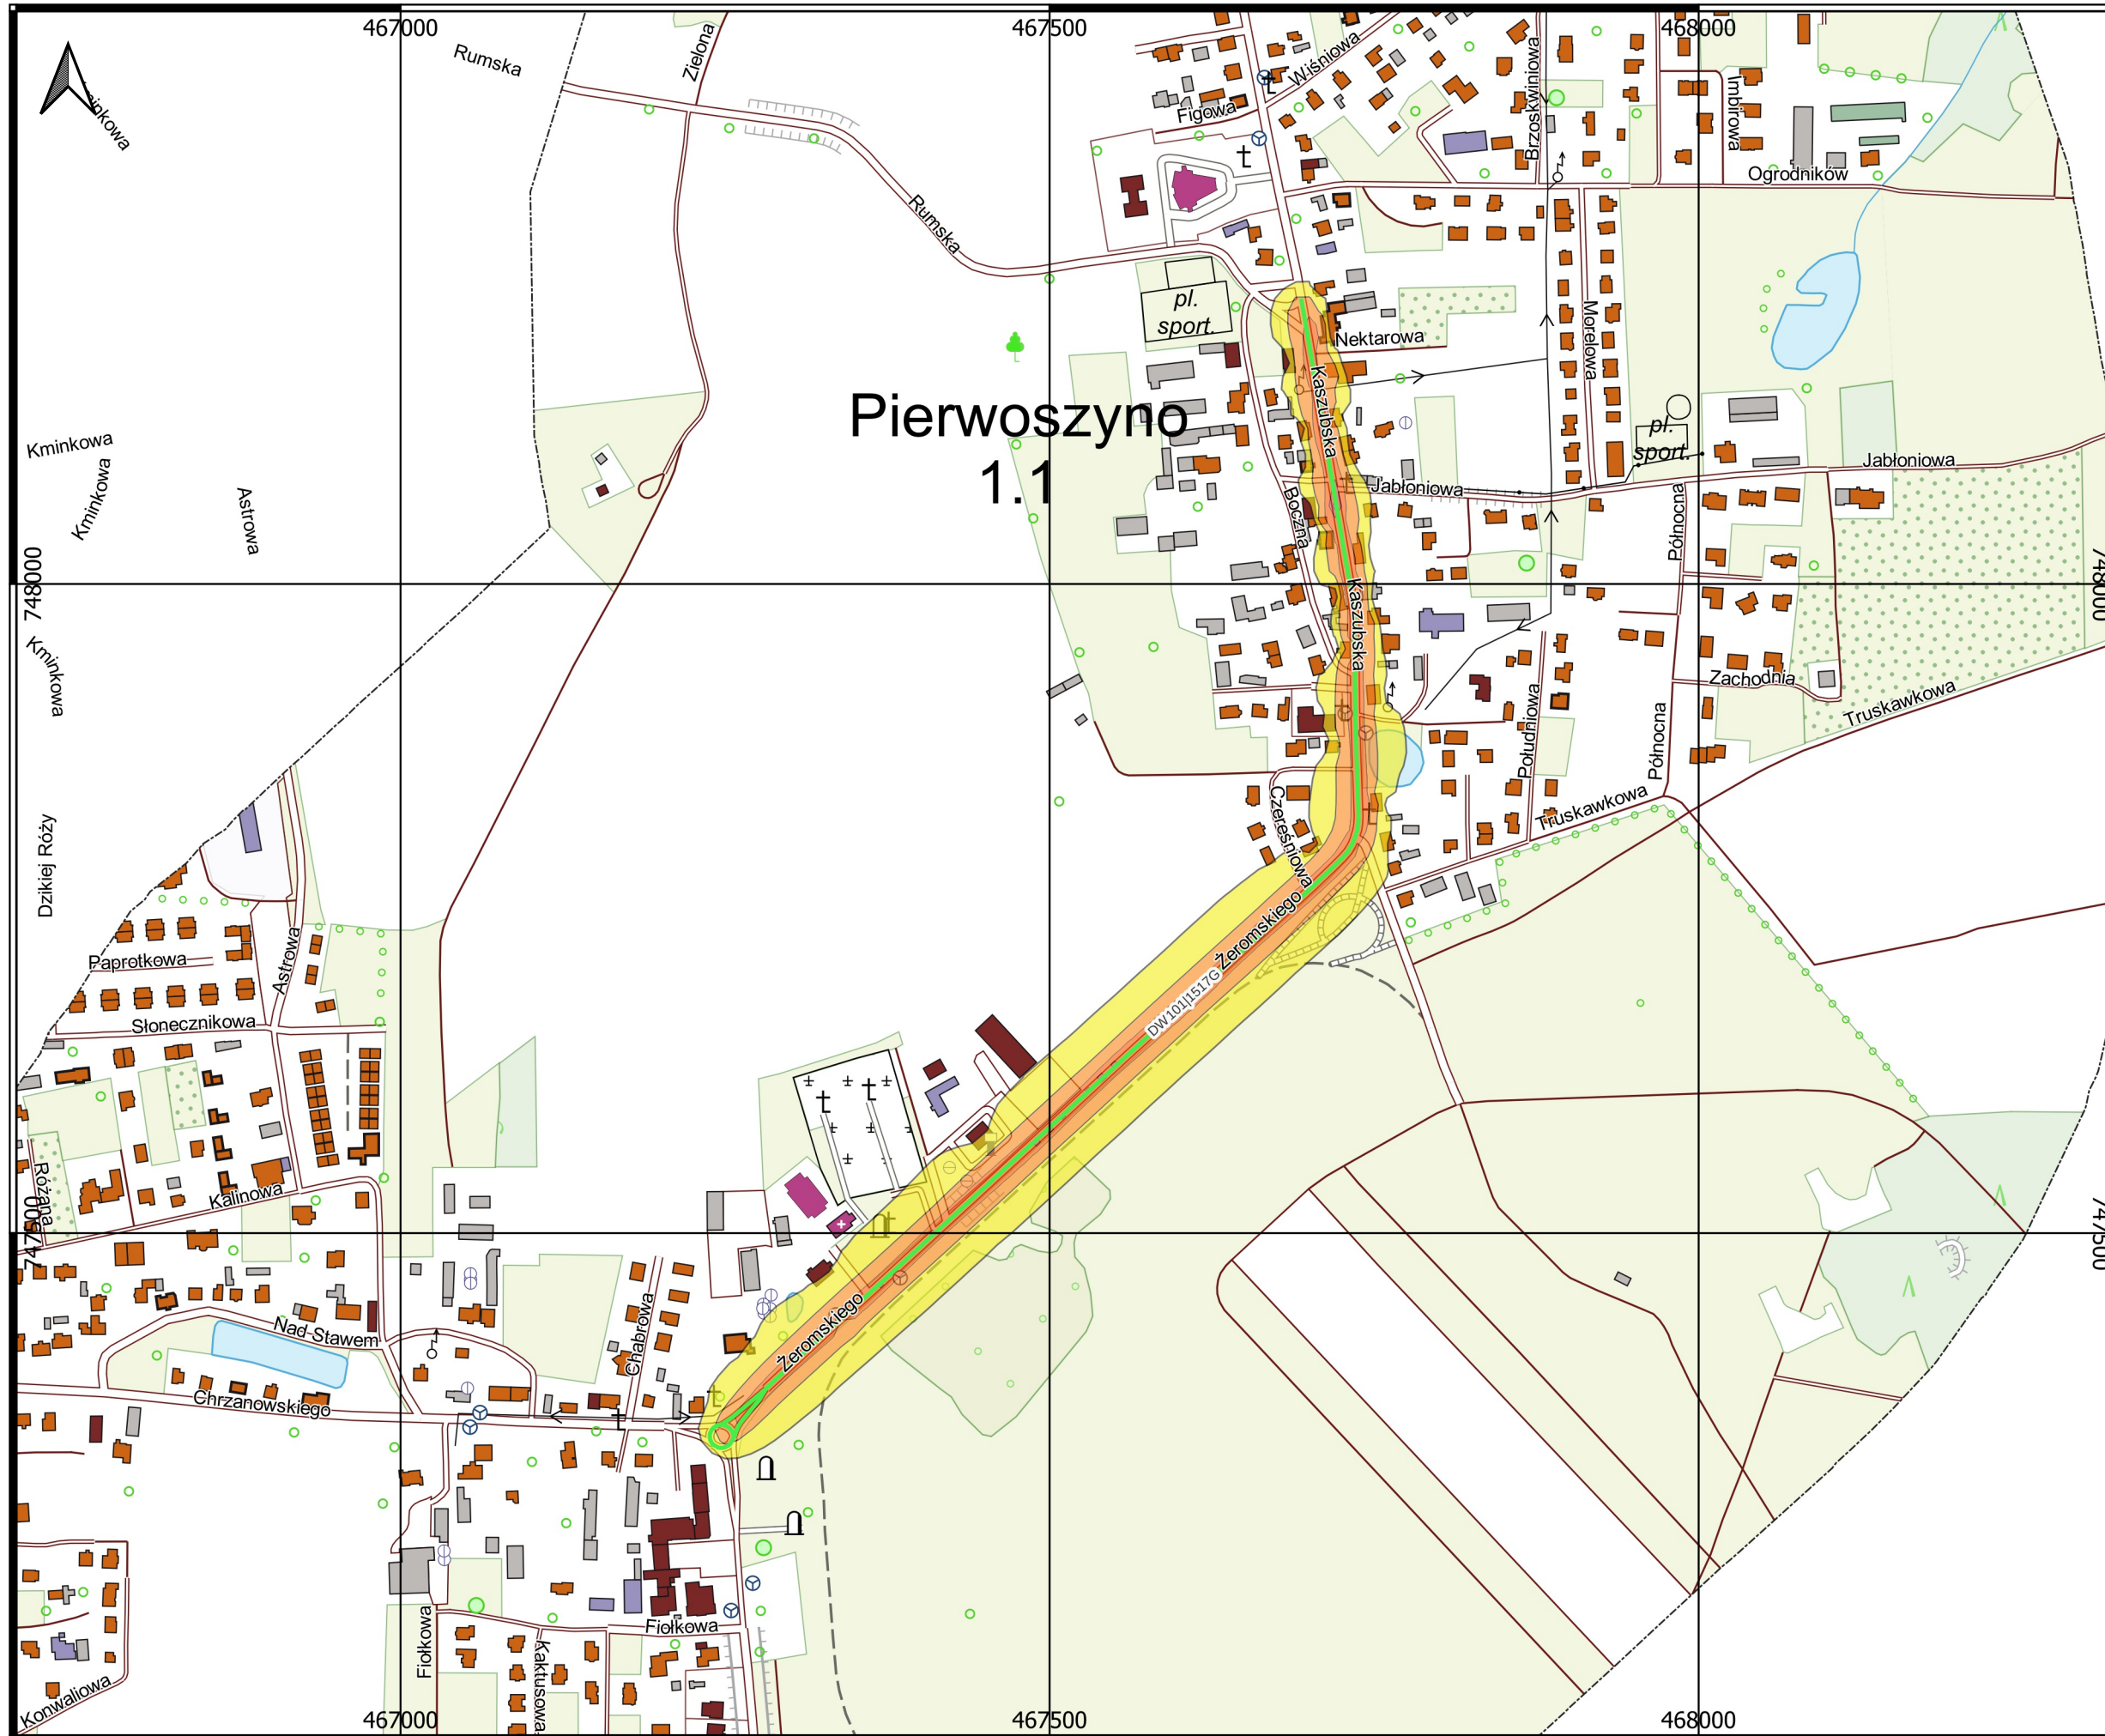 467000
467500
468000
Rumska
Zielona
Wiśniowa
Figowa
Brzoskwiniowa
Imbirowa
Ogrodników
Rumska
pl.
sport.
Nektarowa
Morelowa
Kaszubska
Pierwoszyno
1.1
Kminkowa
Kminkowa
Astrowa
Jabłoniowa
pl.
sport.
Jabłoniowa
Boczna
Północna
748000
748000
Kaszubska
Kminkowa
Zachodnia
Truskawkowa
Południowa
Północna
Truskawkowa
Czereśniowa
Dzikiej Róży
Żeromskiego
Paprotkowa
Astrowa
DW101|1517G
Słonecznikowa
Różana
Kalinowa
747500
747500
Nad Stawem
Chabrowa
Żeromskiego
Chrzanowskiego
Fiołkowa
Fiołkowa
Kaktusowa
Konwaliowa
467000
467500
468000